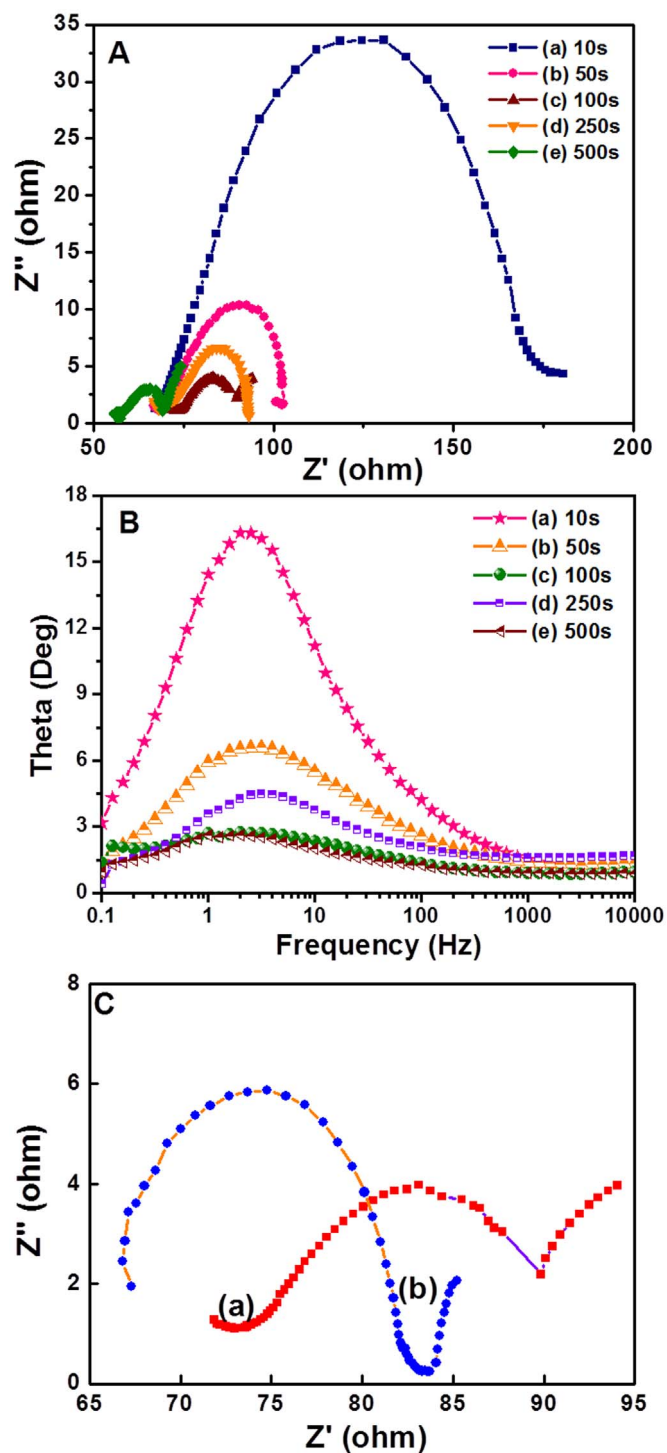 A
(a) 10s
(b) 50s
(c) 100s
(d) 250s
(e) 500s
35
30
25
20
15
10
5
0
Z" (ohm)
50 100 150 200
Z' (ohm)
B
(a) 10s
(b) 50s
(c) 100s
(d) 250s
(e) 500s
18
15
12
9
6
3
0
Theta (Deg)
0.1 1 10 100 1000 10000
Frequency (Hz)
C
8
6
4
2
0
Z" (ohm)
(a)
(b)
65 70 75 80 85 90 95
Z' (ohm)